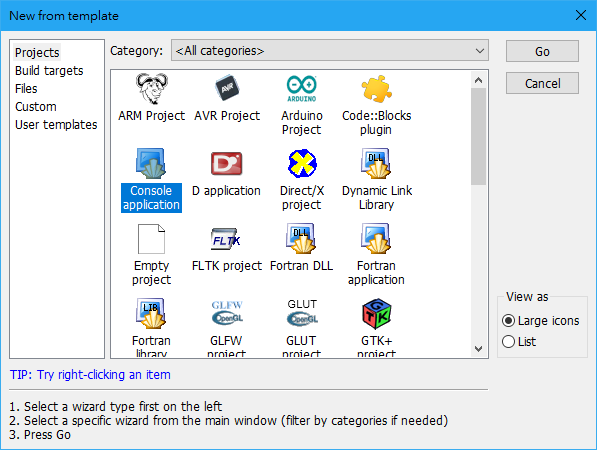 New from template
Projects
Build targets
Files
Custom
User templates
Category:
<All categories>
Go
Cancel
ARM Project
AVR
AVR Project
ARDUINO
Arduino
Project
Code::Blocks
plugin
Console
application
D
D application
Direct/X
project
DLL
Dynamic Link
Library
Empty
project
FLTK
FLTK project
DLL
Fortran DLL
Fortran
application
LIB
Fortran
library
GLFW
OpenGL
GLFW
project
GLUT
OpenGL
GLUT
project
GTK
GTK+
project
View as
Large icons
List
TIP: Try right-clicking an item
1. Select a wizard type first on the left
2. Select a specific wizard from the main window (filter by categories if needed)
3. Press Go